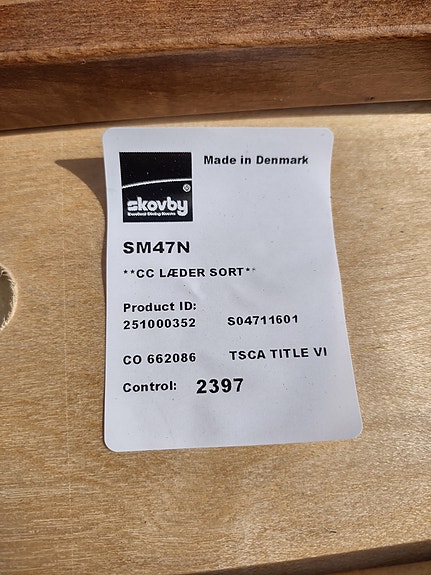 Made in Denmark
®
skovby
Excellent Dining Rooms
SM47N
**CC LÆDER SORT**
Product ID:
251000352 S04711601
CO 662086 TSCA TITLE VI
Control: 2397